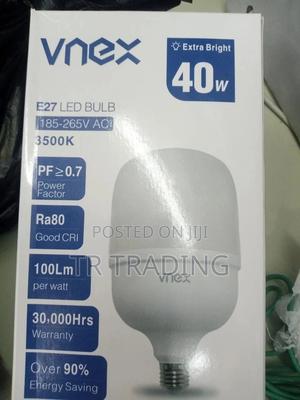 vnex
Extra Bright
40W
E27 LED BULB
185-265V AC
3500K
PF≥0.7
Power
Factor
Ra80
Good CRI
100Lm
per watt
30,000Hrs
Warranty
Over 90%
Energy Saving
POSTED ON JIJI
TR TRADING
vnex